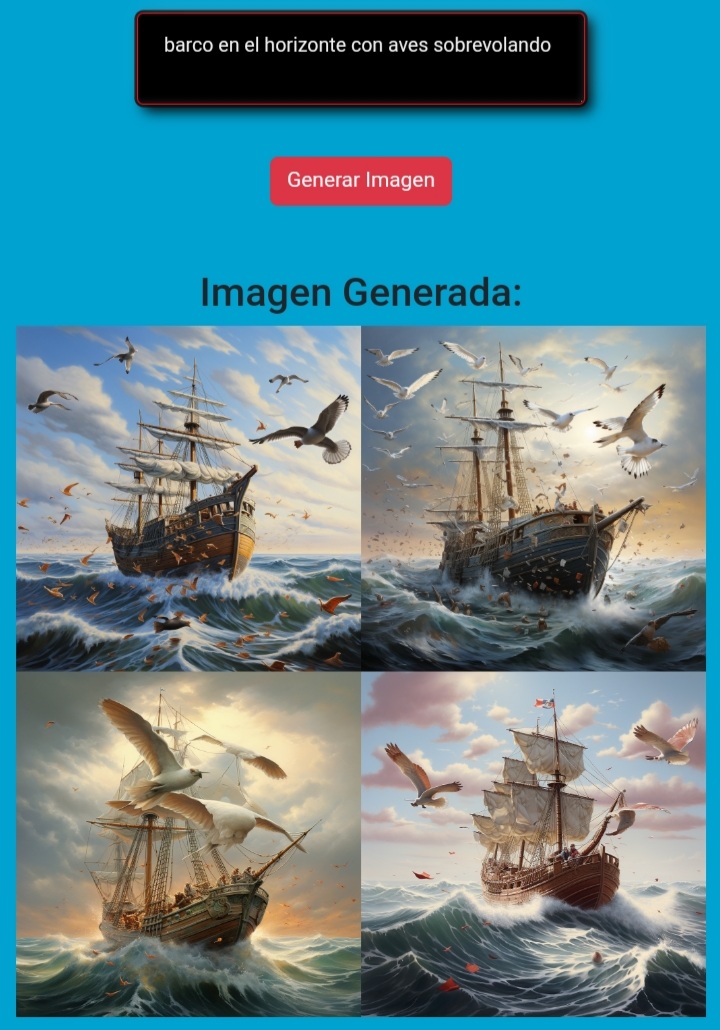 barco en el horizonte con aves sobrevolando
Generar Imagen
Imagen Generada: